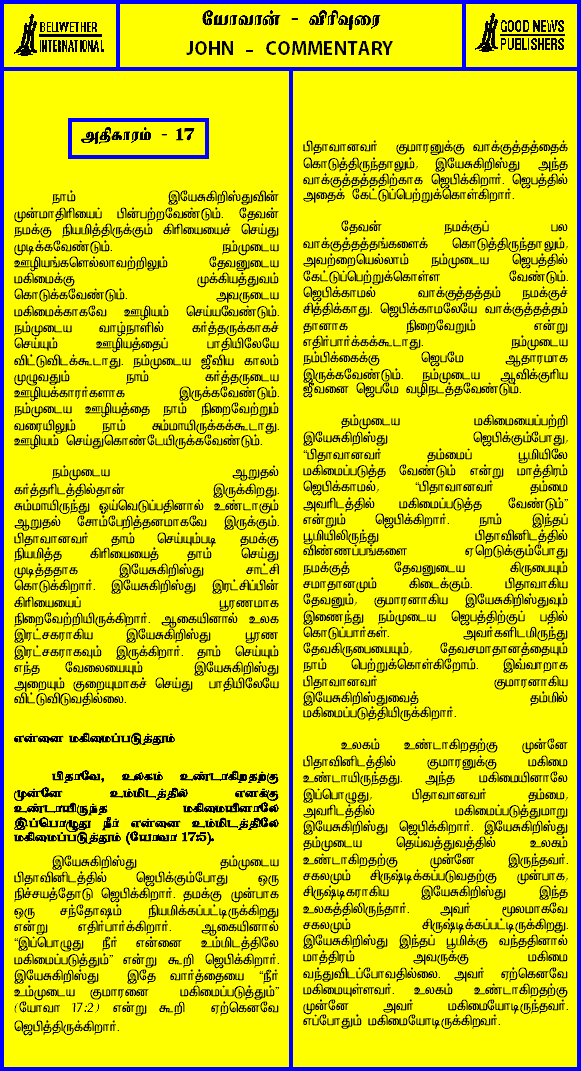 BELLWETHER
INTERNATIONAL
யோவான் - விரிவுரை
JOHN - COMMENTARY
GOOD NEWS
PUBLISHERS
அதிகாரம் - 17
நாம் இயேசுகிறிஸ்துவின்
முன்மாதிரியைப் பின்பற்றவேண்டும். தேவன்
நமக்கு நியமித்திருக்கும் கிரியையைச் செய்து
முடிக்கவேண்டும். நம்முடைய
ஊழியங்களெல்லாவற்றிலும் தேவனுடைய
மகிமைக்கு முக்கியத்துவம்
கொடுக்கவேண்டும். அவருடைய
மகிமைக்காகவே ஊழியம் செய்யவேண்டும்.
நம்முடைய வாழ்நாளில் கர்த்தருக்காகச்
செய்யும் ஊழியத்தைப் பாதியிலேயே
விட்டுவிடக்கூடாது. நம்முடைய ஜீவிய காலம்
முழுவதும் நாம் கர்த்தருடைய
ஊழியக்காரர்களாக இருக்கவேண்டும்.
நம்முடைய ஊழியத்தை நாம் நிறைவேற்றும்
வரையிலும் நாம் சும்மாயிருக்கக்கூடாது.
ஊழியம் செய்துகொண்டேயிருக்கவேண்டும்.
நம்முடைய ஆறுதல்
கர்த்தரிடத்தில்தான் இருக்கிறது.
சும்மாயிருந்து ஓய்வெடுப்பதினால் உண்டாகும்
ஆறுதல் சோம்பேறித்தனமாகவே இருக்கும்.
பிதாவானவர் தாம் செய்யும்படி தமக்கு
நியமித்த கிரியையைத் தாம் செய்து
முடித்ததாக இயேசுகிறிஸ்து சாட்சி
கொடுக்கிறார். இயேசுகிறிஸ்து இரட்சிப்பின்
கிரியையைப் பூரணமாக
நிறைவேற்றியிருக்கிறார். ஆகையினால் உலக
இரட்சகராகிய இயேசுகிறிஸ்து பூரண
இரட்சகராகவும் இருக்கிறார். தாம் செய்யும்
எந்த வேலையையும் இயேசுகிறிஸ்து
அறையும் குறையுமாகச் செய்து பாதியிலேயே
விட்டுவிடுவதில்லை.
என்னை மகிமைப்படுத்தும்
பிதாவே, உலகம் உண்டாகிறதற்கு
முன்னே உம்மிடத்தில் எனக்கு
உண்டாயிருந்த மகிமையினாலே
இப்பொழுது நீர் என்னை உம்மிடத்திலே
மகிமைப்படுத்தும் (யோவா 17:5).
இயேசுகிறிஸ்து தம்முடைய
பிதாவினிடத்தில் ஜெபிக்கும்போது ஒரு
நிச்சயத்தோடு ஜெபிக்கிறார். தமக்கு முன்பாக
ஒரு சந்தோஷம் நியமிக்கப்பட்டிருக்கிறது
என்று எதிர்பார்க்கிறார். ஆகையினால்
"இப்பொழுது நீர் என்னை உம்மிடத்திலே
மகிமைப்படுத்தும்" என்று கூறி ஜெபிக்கிறார்.
இயேசுகிறிஸ்து இதே வார்த்தையை "நீர்
உம்முடைய குமாரனை மகிமைப்படுத்தும்"
(யோவா 17:2) என்று கூறி ஏற்கெனவே
ஜெபித்திருக்கிறார்.
பிதாவானவர் குமாரனுக்கு வாக்குத்தத்தைக்
கொடுத்திருந்தாலும், இயேசுகிறிஸ்து அந்த
வாக்குத்தத்ததிற்காக ஜெபிக்கிறார். ஜெபத்தில்
அதைக் கேட்டுப்பெற்றுக்கொள்கிறார்.
தேவன் நமக்குப் பல
வாக்குத்தத்தங்களைக் கொடுத்திருந்தாலும்,
அவற்றையெல்லாம் நம்முடைய ஜெபத்தில்
கேட்டுப்பெற்றுக்கொள்ள வேண்டும்.
ஜெபிக்காமல் வாக்குத்தத்தம் நமக்குச்
சித்திக்காது. ஜெபிக்காமலேயே வாக்குத்தத்தம்
தானாக நிறைவேறும் என்று
எதிர்பார்க்கக்கூடாது. நம்முடைய
நம்பிக்கைக்கு ஜெபமே ஆதாரமாக
இருக்கவேண்டும். நம்முடைய ஆவிக்குரிய
ஜீவனை ஜெபமே வழிநடத்தவேண்டும்.
தம்முடைய மகிமையைப்பற்றி
இயேசுகிறிஸ்து ஜெபிக்கும்போது,
"பிதாவானவர் தம்மைப் பூமியிலே
மகிமைப்படுத்த வேண்டும் என்று மாத்திரம்
ஜெபிக்காமல், "பிதாவானவர் தம்மை
அவரிடத்தில் மகிமைப்படுத்த வேண்டும்"
என்றும் ஜெபிக்கிறார். நாம் இந்தப்
பூமியிலிருந்து பிதாவினிடத்தில்
விண்ணப்பங்களை ஏறெடுக்கும்போது
நமக்குத் தேவனுடைய கிருபையும்
சமாதானமும் கிடைக்கும். பிதாவாகிய
தேவனும், குமாரனாகிய இயேசுகிறிஸ்துவும்
இணைந்து நம்முடைய ஜெபத்திற்குப் பதில்
கொடுப்பார்கள். அவர்களிடமிருந்து
தேவகிருபையையும், தேவசமாதானத்தையும்
நாம் பெற்றுக்கொள்கிறோம். இவ்வாறாக
பிதாவானவர் குமாரனாகிய
இயேசுகிறிஸ்துவைத் தம்மில்
மகிமைப்படுத்தியிருக்கிறார்.
உலகம் உண்டாகிறதற்கு முன்னே
பிதாவினிடத்தில் குமாரனுக்கு மகிமை
உண்டாயிருந்தது. அந்த மகிமையினாலே
இப்பொழுது, பிதாவானவர் தம்மை,
அவரிடத்தில் மகிமைப்படுத்துமாறு
இயேசுகிறிஸ்து ஜெபிக்கிறார். இயேசுகிறிஸ்து
தம்முடைய தெய்வத்துவத்தில் உலகம்
உண்டாகிறதற்கு முன்னே இருந்தவர்.
சகலமும் சிருஷ்டிக்கப்படுவதற்கு முன்பாக,
சிருஷ்டிகராகிய இயேசுகிறிஸ்து இந்த
உலகத்திலிருந்தார். அவர் மூலமாகவே
சகலமும் சிருஷ்டிக்கப்பட்டிருக்கிறது.
இயேசுகிறிஸ்து இந்தப் பூமிக்கு வந்ததினால்
மாத்திரம் அவருக்கு மகிமை
வந்துவிடப்போவதில்லை. அவர் ஏற்கெனவே
மகிமையுள்ளவர். உலகம் உண்டாகிறதற்கு
முன்னே அவர் மகிமையோடிருந்தவர்.
எப்போதும் மகிமையோடிருக்கிறவர்.